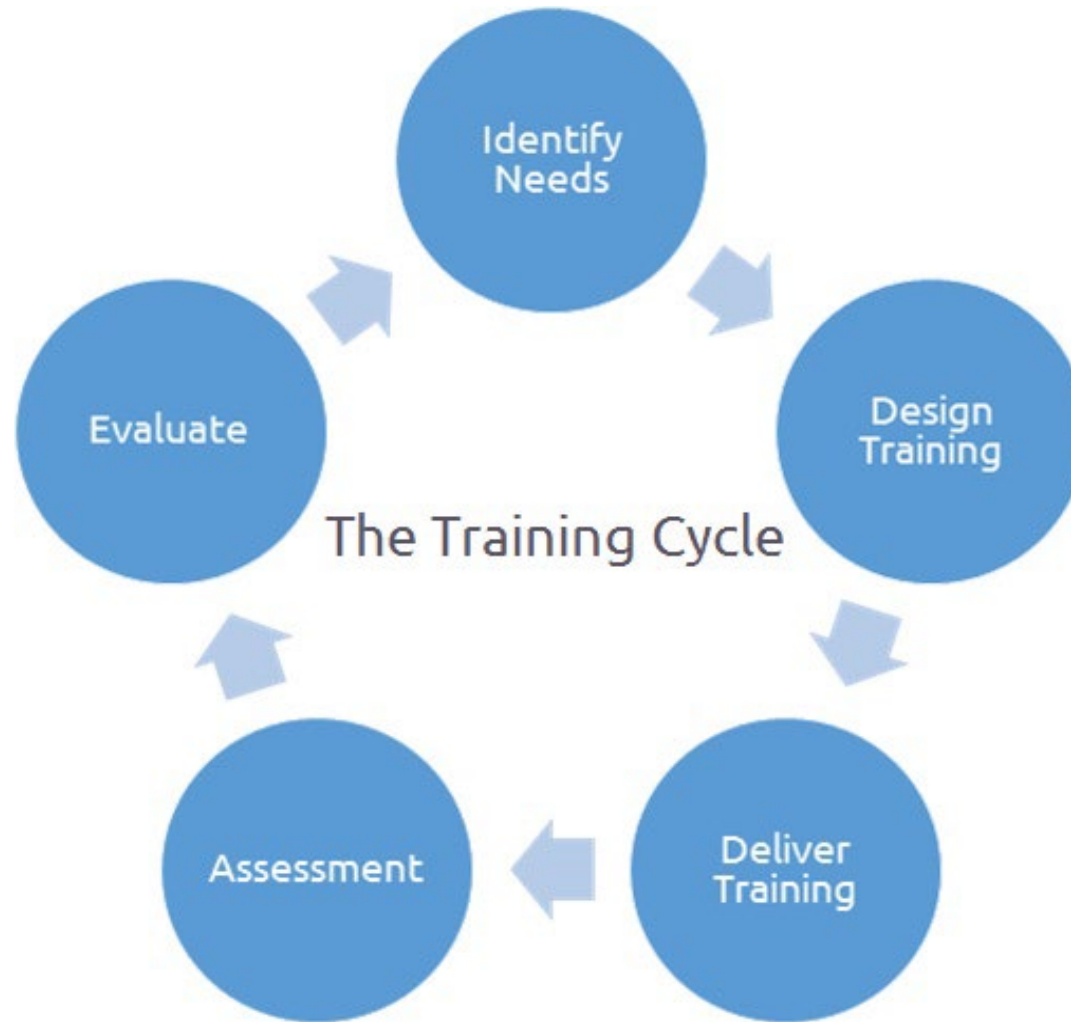 Identify
Needs
Design
Training
Deliver
Training
Assessment
Evaluate
The Training Cycle